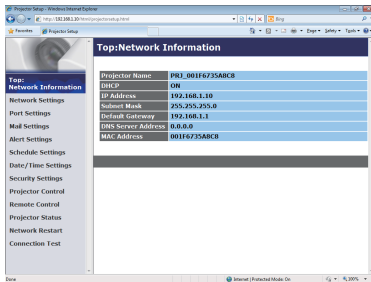 Projector Setup - Windows Internet Explorer
http://192.168.1.10/html/projectorsetup.html
Bing
Favorites
Projector Setup
Page
Safety
Tools
Top:Network Information
Top:
Network Information
Network Settings
Port Settings
Mail Settings
Alert Settings
Schedule Settings
Date/Time Settings
Security Settings
Projector Control
Remote Control
Projector Status
Network Restart
Connection Test
Projector Name PRJ_001F6735A8C8
DHCP ON
IP Address 192.168.1.10
Subnet Mask 255.255.255.0
Default Gateway 192.168.1.1
DNS Server Address 0.0.0.0
MAC Address 001F6735A8C8
Done
Internet | Protected Mode: On
100%